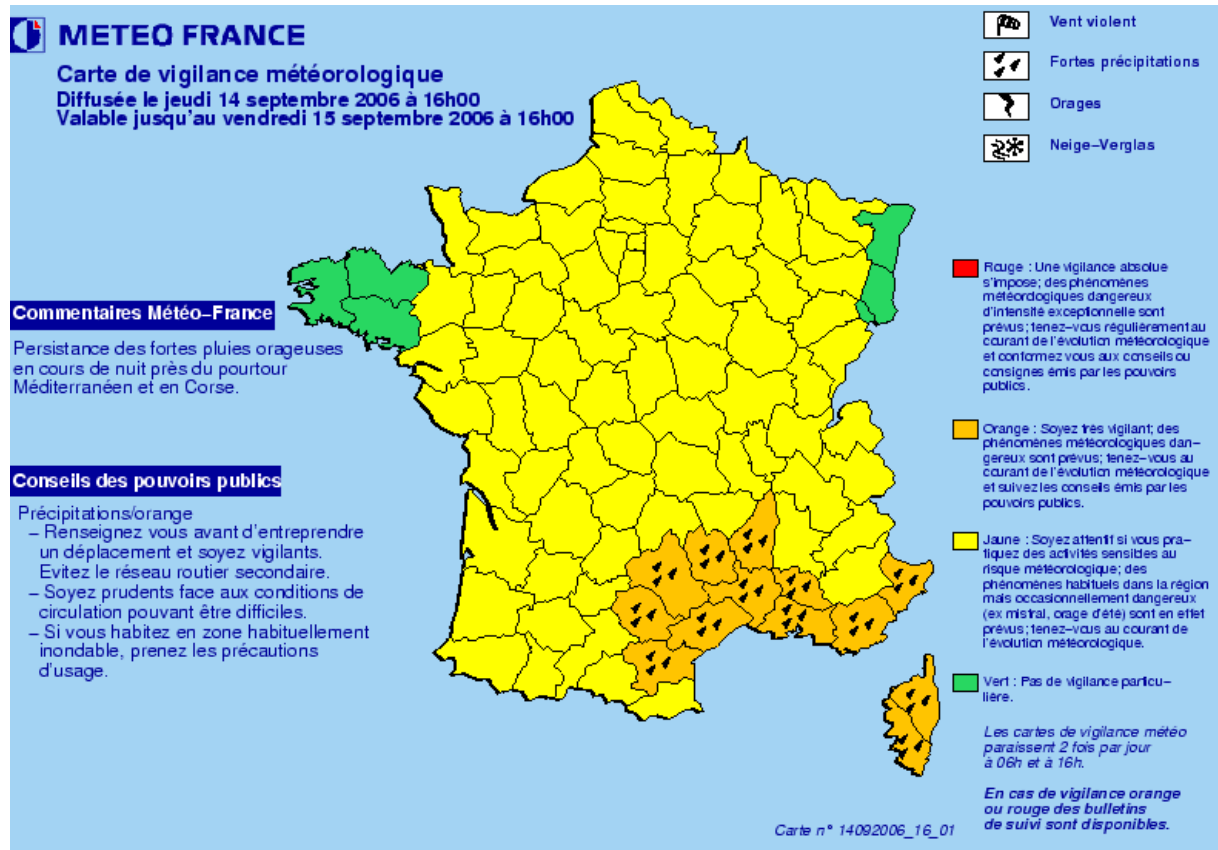 METEO FRANCE
Carte de vigilance météorologique
Diffusée le jeudi 14 septembre 2006 à 16h00
Valable jusqu'au vendredi 15 septembre 2006 à 16h00
Vent violent
Fortes précipitations
Orages
Neige-Verglas
Commentaires Météo-France
Persistance des fortes pluies orageuses
en cours de nuit près du pourtour
Méditerranéen et en Corse.
Conseils des pouvoirs publics
Précipitations/orange
– Renseignez vous avant d'entreprendre
un déplacement et soyez vigilants.
Evitez le réseau routier secondaire.
– Soyez prudents face aux conditions de
circulation pouvant être difficiles.
– Si vous habitez en zone habituellement
inondable, prenez les précautions
d'usage.
Rouge : Une vigilance absolue
s'impose; des phénomènes
météorologiques dangereux
d'intensité exceptionnelle sont
prévus; tenez-vous régulièrement au
courant de l'évolution météorologique
et conformez vous aux conseils ou
consignes émis par les pouvoirs
publics.
Orange : Soyez très vigilant; des
phénomènes météorologiques dan-
gereux sont prévus; tenez-vous au
courant de l'évolution météorologique
et suivez les conseils émis par les
pouvoirs publics.
Jaune : Soyez attentif si vous pra-
tiquez des activités sensibles au
risque météorologique; des
phénomènes habituels dans la région
mais occasionnellement dangereux
(ex mistral, orage d'été) sont en effet
prévus; tenez-vous au courant de
l'évolution météorologique.
Vert : Pas de vigilance particu-
lière.
Les cartes de vigilance météo
paraissent 2 fois par jour
à 06h et à 16h.
En cas de vigilance orange
ou rouge des bulletins
de suivi sont disponibles.
Carte n° 14092006_16_01